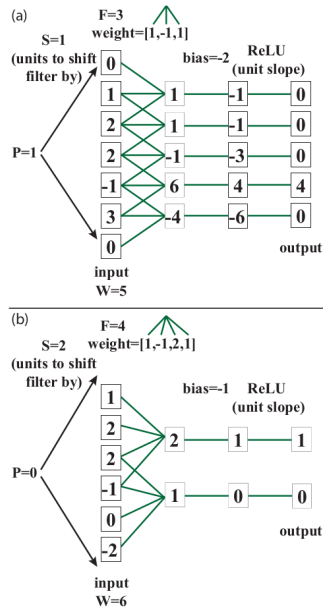 (a)
F=3
weight=[1,-1,1]
S=1
(units to shift
filter by)
bias=-2
ReLU
(unit slope)
P=1
0
1
2
2
-1
3
0
1
1
-1
6
-4
-1
-1
-3
4
-6
0
0
0
4
0
input
W=5
output
(b)
F=4
weight=[1,-1,2,1]
S=2
(units to shift
filter by)
bias=-1
ReLU
(unit slope)
P=0
1
2
2
-1
0
-2
2
1
1
1
0
0
input
W=6
output